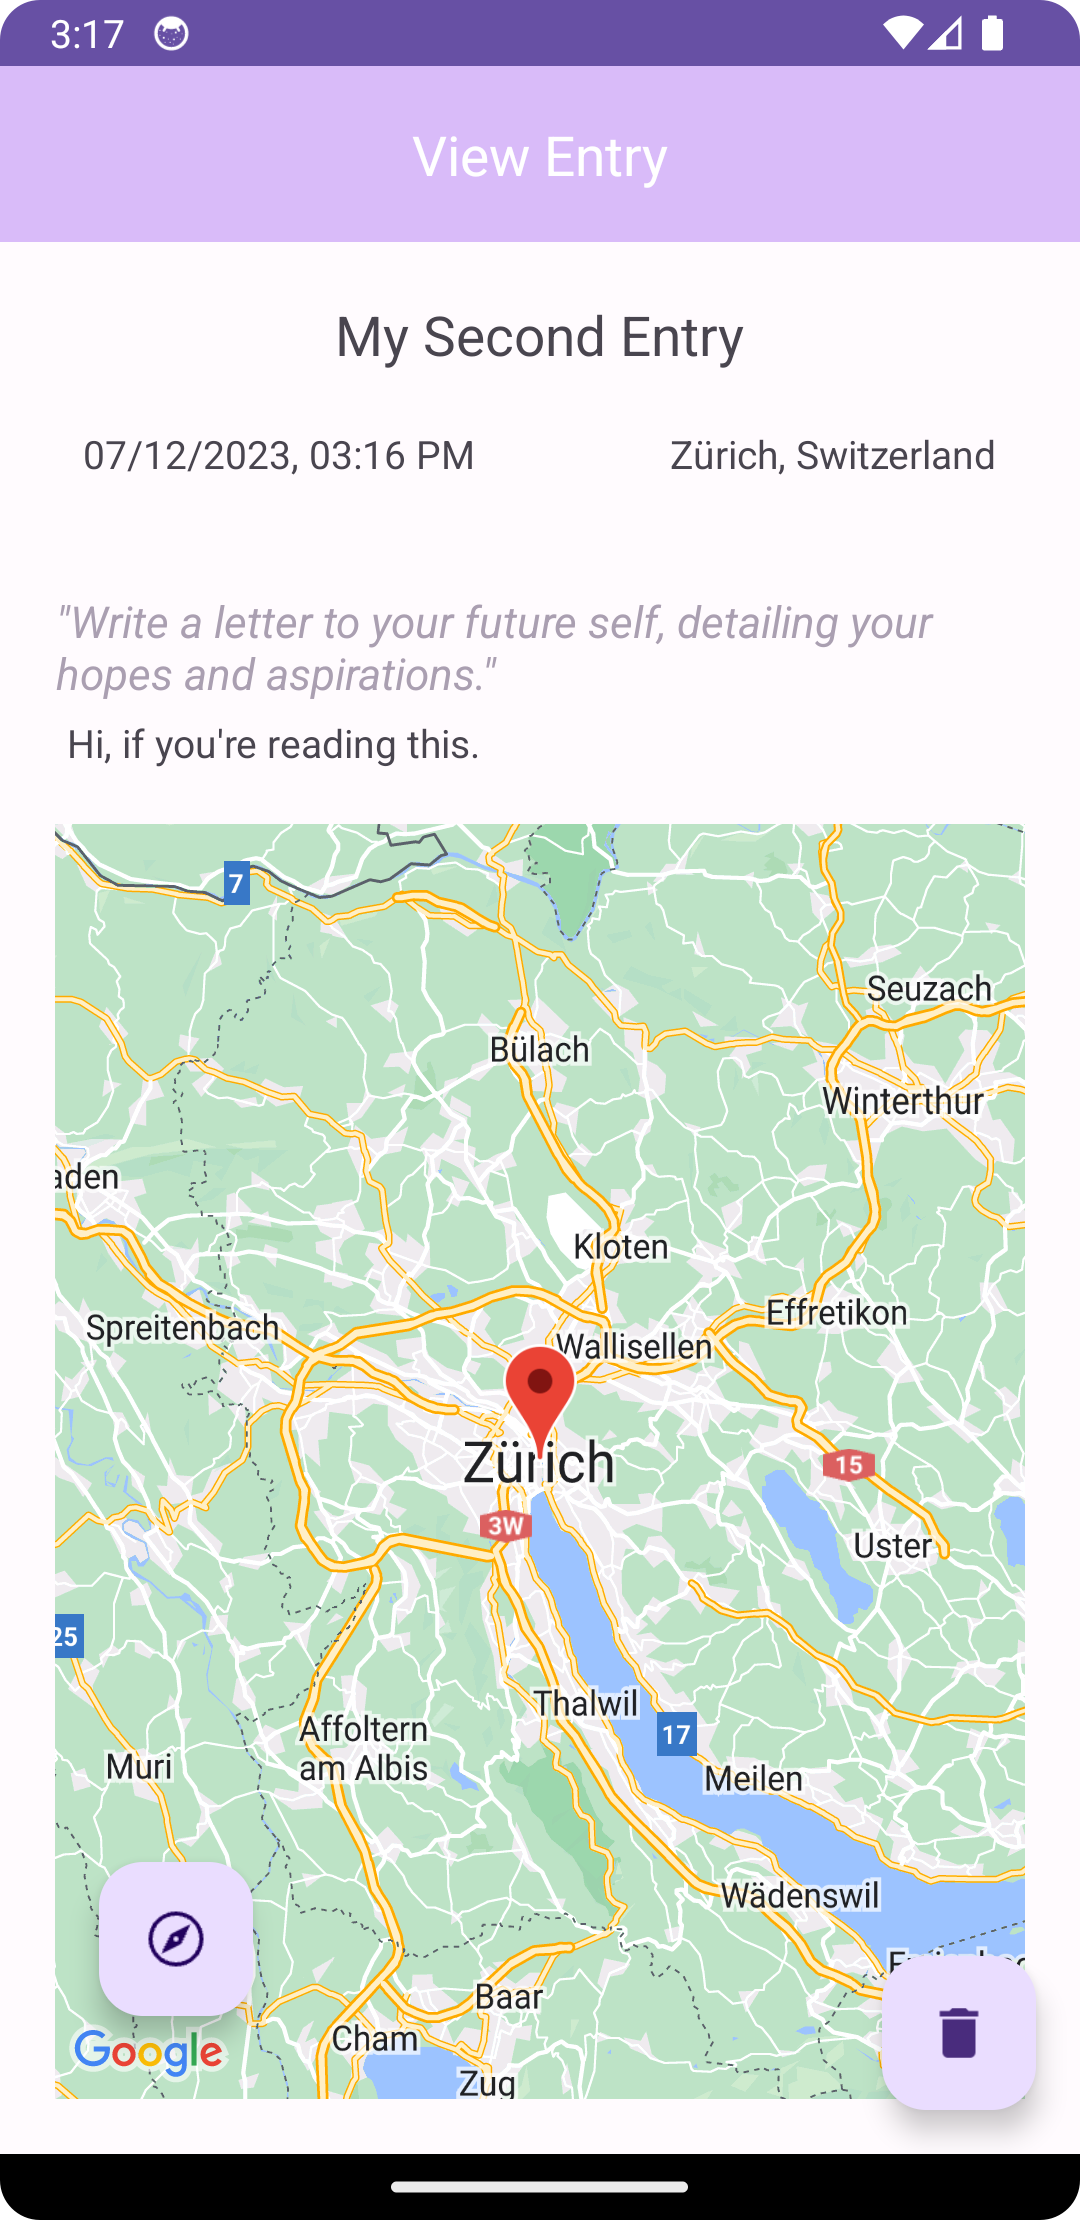 3:17
View Entry
My Second Entry
07/12/2023, 03:16 PM
Zürich, Switzerland
"Write a letter to your future self, detailing your
hopes and aspirations."
Hi, if you're reading this.
7
Seuzach
Bülach
Winterthur
aden
Kloten
Effretikon
Spreitenbach
Wallisellen
Zürich
15
3W
Uster
25
Thalwil
17
Affoltern
am Albis
Muri
Meilen
Wädenswil
Baar
Cham
Google
Zug